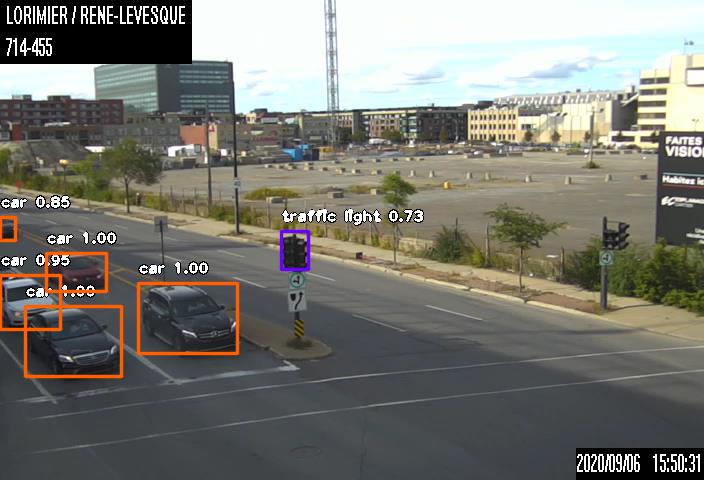 LORIMIER / RENE-LEVESQUE
714-455
FAITES
VISION
Habitez
car 0.85
traffic light 0.73
car 1.00
car 0.95
car 1.00
car 1.00
2020/09/06 15:50:31